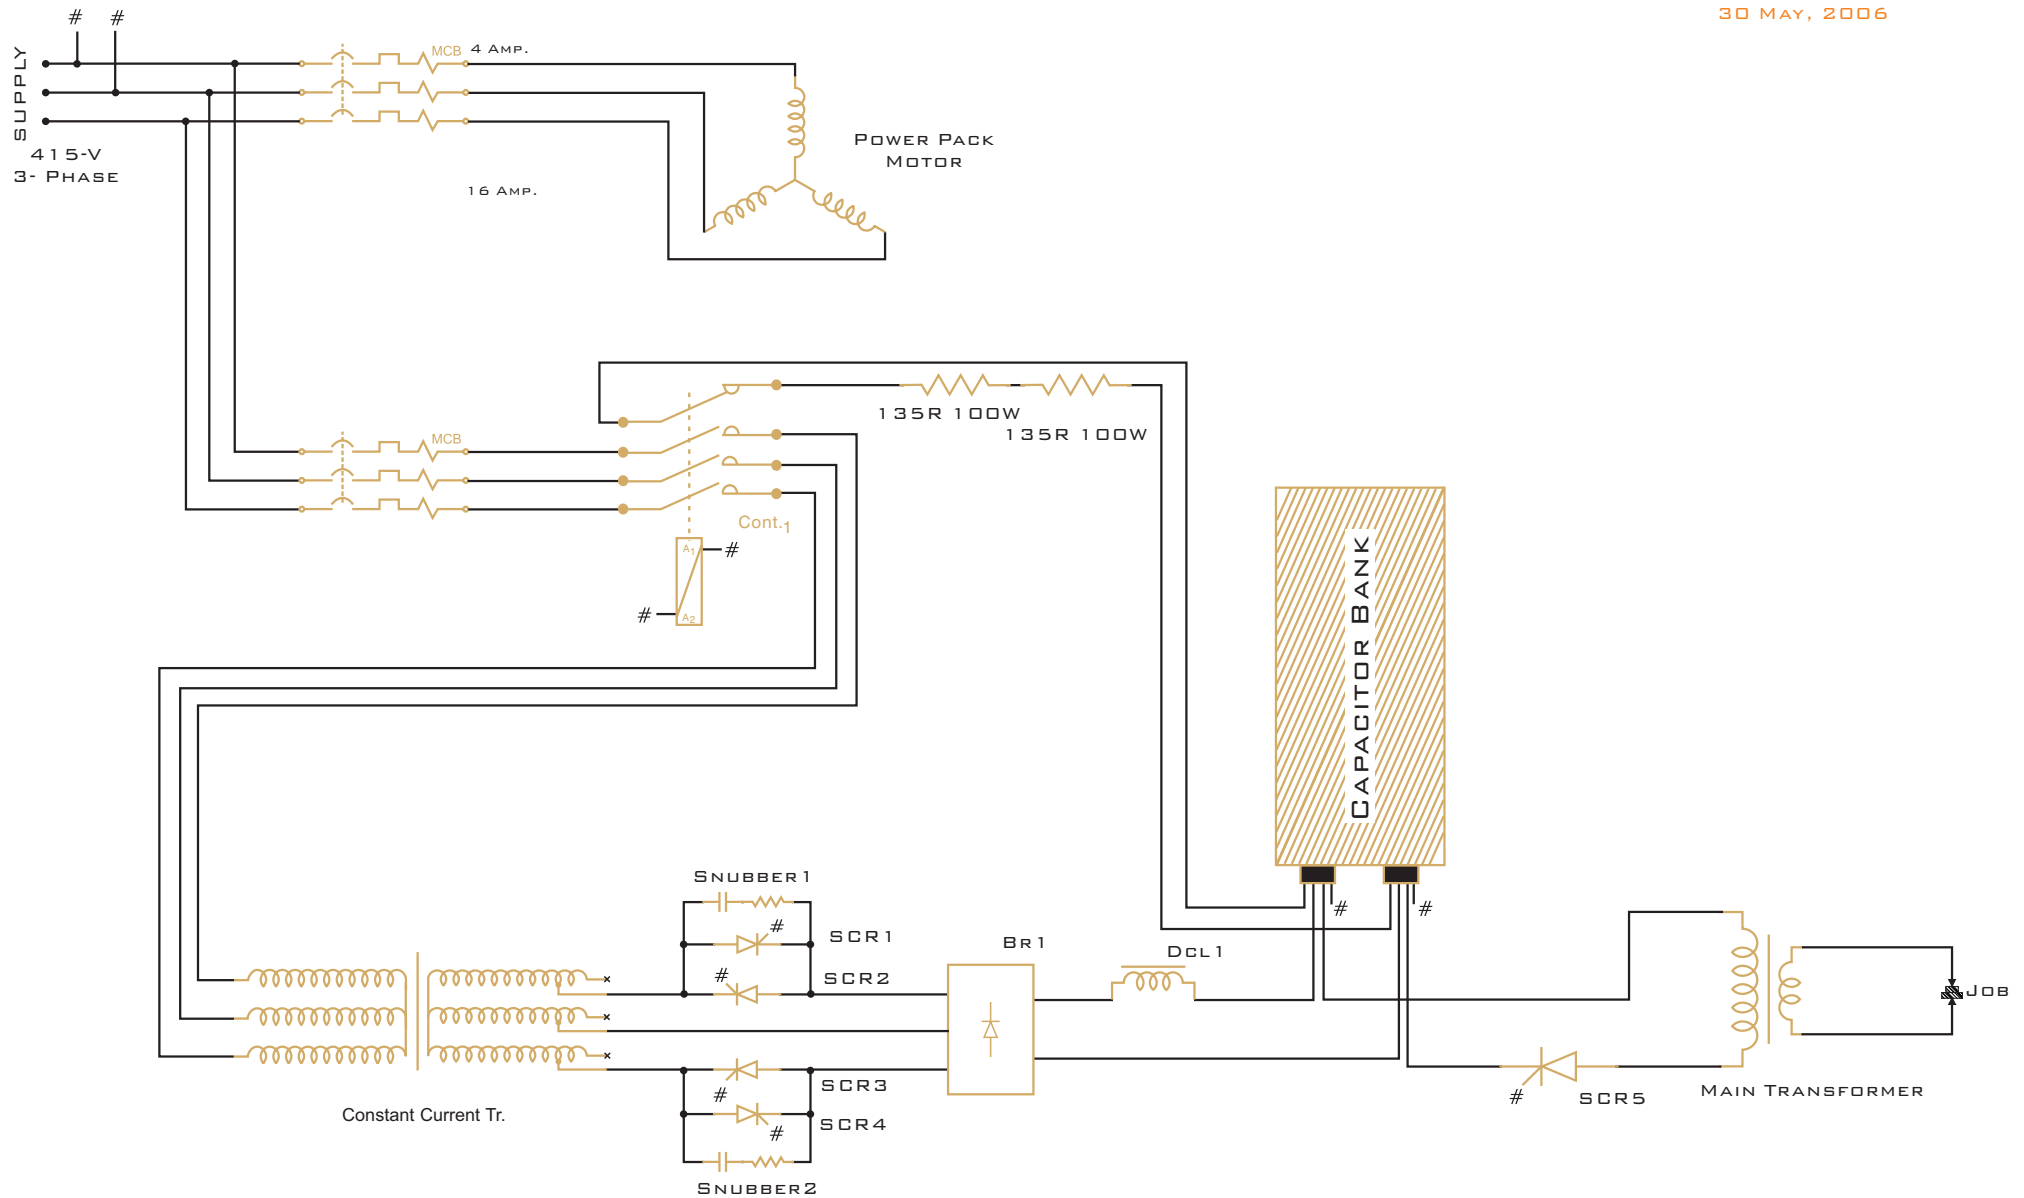 30 May, 2006
# #
SUPPLY
415-V
3- Phase
MCB 4 Amp.
16 Amp.
Power Pack
Motor
MCB
135R 100W
135R 100W
Cont.1
A1 #
# A2
Capacitor Bank
# #
Snubber1
#
SCR1
#
SCR2
Br1
Dcl1
Job
SCR3
#
SCR4
#
Snubber2
Constant Current Tr.
#
SCR5
Main Transformer